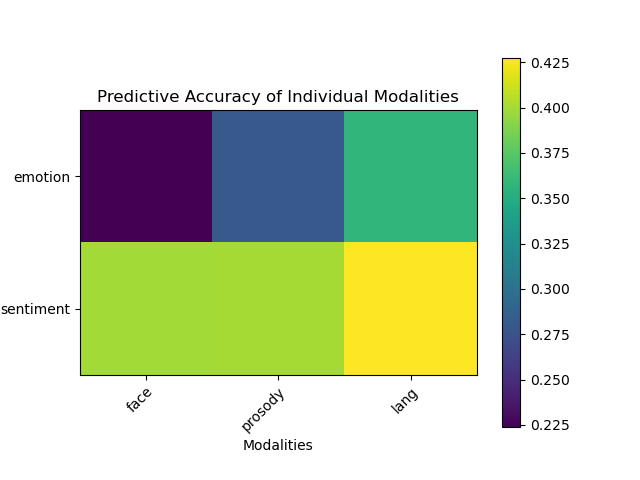 Predictive Accuracy of Individual Modalities
emotion
sentiment
face
prosody
lang
Modalities
0.425
0.400
0.375
0.350
0.325
0.300
0.275
0.250
0.225